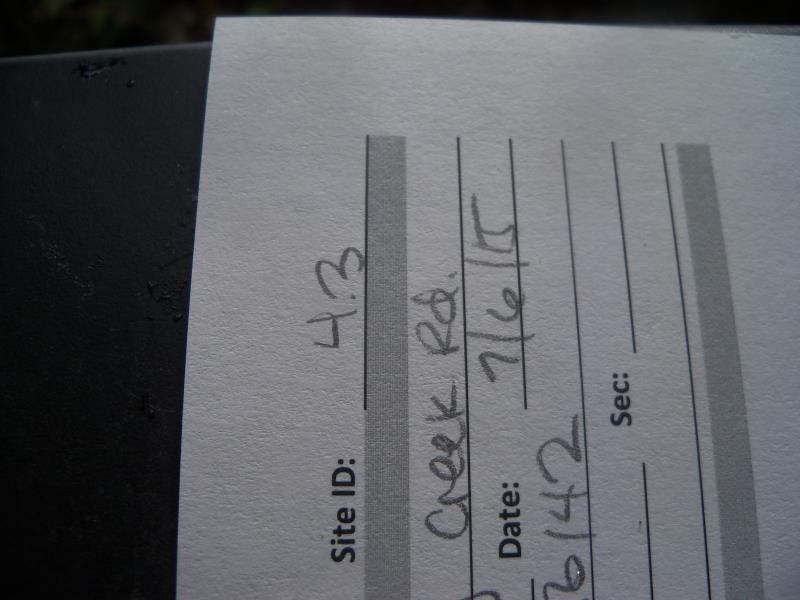 Site ID: 4.3
Creek Rd.
Date: 7/6/15
6142
Sec: